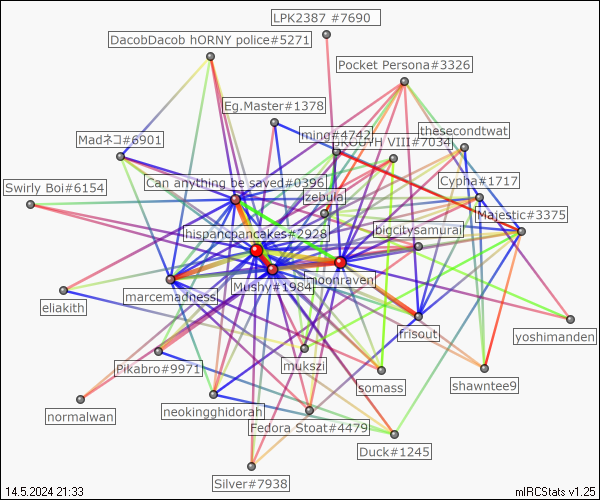 LPK2387 #7690
DacobDacob hORNY police#5271
Pocket Persona#3326
Eg.Master#1378
ming#4742
thesecondtwat
Madネコ#6901
VIII#7034
Swirly Boi#6154
Can anything be saved#0396
Cypha#1717
zebula
Majestic#3375
hispancpancakes#2928
bigcitysamurai
Mushy#1984
moonraven
marcemadness
eliakith
frisout
yoshimanden
Pikabro#9971
mukszi
somass
shawntee9
normalwan
neokingghidorah
Fedora Stoat#4479
Duck#1245
Silver#7938
14.5.2024 21:33
mIRCStats v1.25